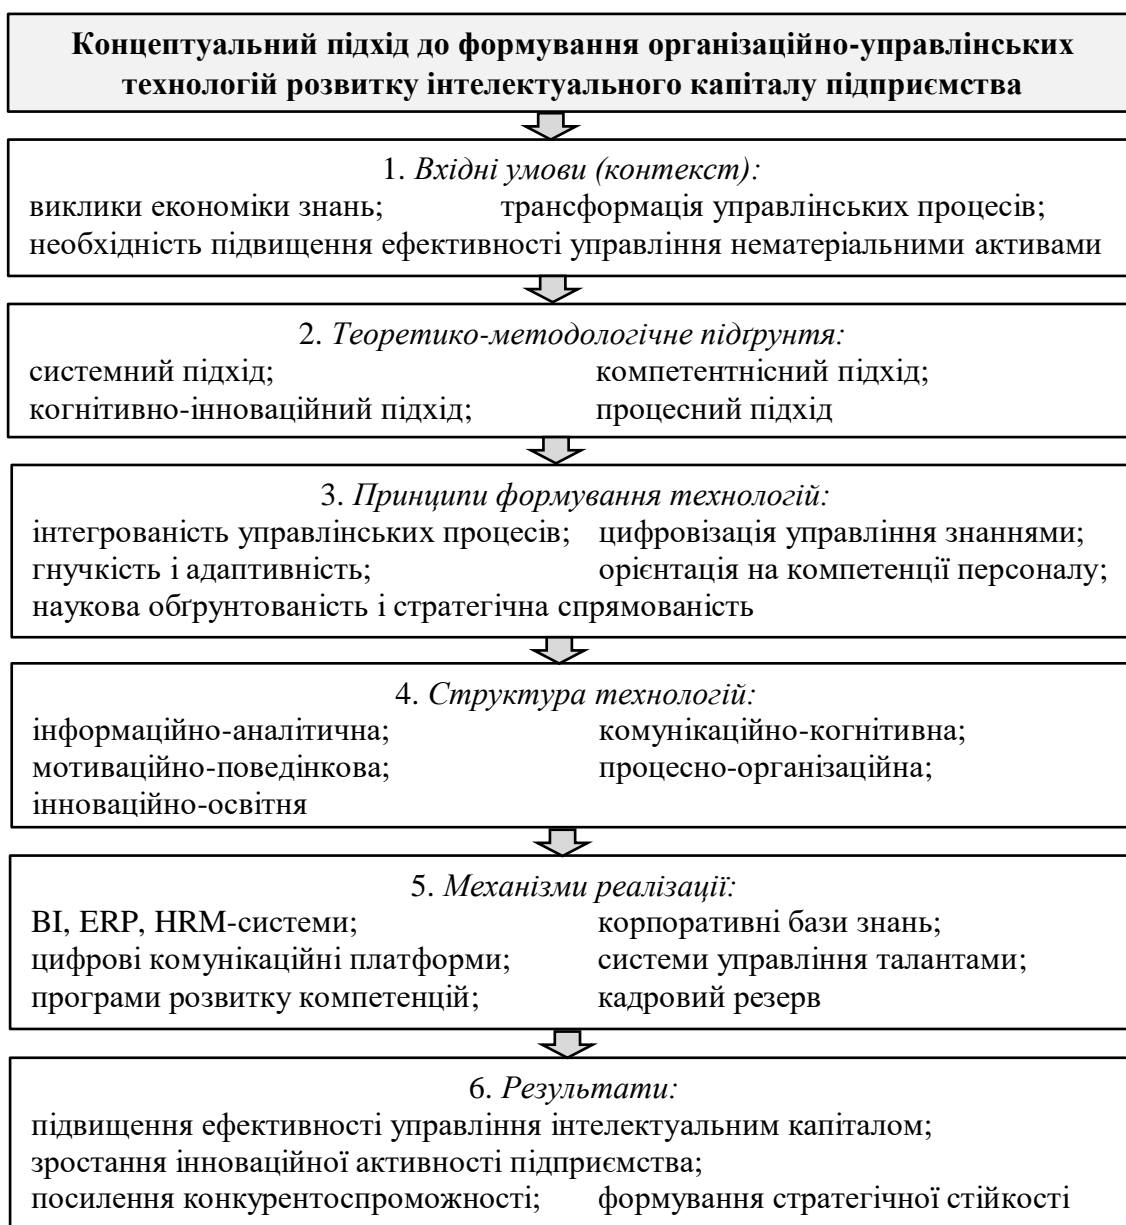 Концептуальний підхід до формування організаційно-управлінських
технологій розвитку інтелектуального капіталу підприємства
1. Вхідні умови (контекст):
виклики економіки знань; трансформація управлінських процесів;
необхідність підвищення ефективності управління нематеріальними активами
2. Теоретико-методологічне підґрунтя:
системний підхід; компетентнісний підхід;
когнітивно-інноваційний підхід; процесний підхід
3. Принципи формування технологій:
інтегрованість управлінських процесів; цифровізація управління знаннями;
гнучкість і адаптивність; орієнтація на компетенції персоналу;
наукова обґрунтованість і стратегічна спрямованість
4. Структура технологій:
інформаційно-аналітична; комунікаційно-когнітивна;
мотиваційно-поведінкова; процесно-організаційна;
інноваційно-освітня
5. Механізми реалізації:
BI, ERP, HRM-системи; корпоративні бази знань;
цифрові комунікаційні платформи; системи управління талантами;
програми розвитку компетенцій; кадровий резерв
6. Результати:
підвищення ефективності управління інтелектуальним капіталом;
зростання інноваційної активності підприємства;
посилення конкурентоспроможності; формування стратегічної стійкості